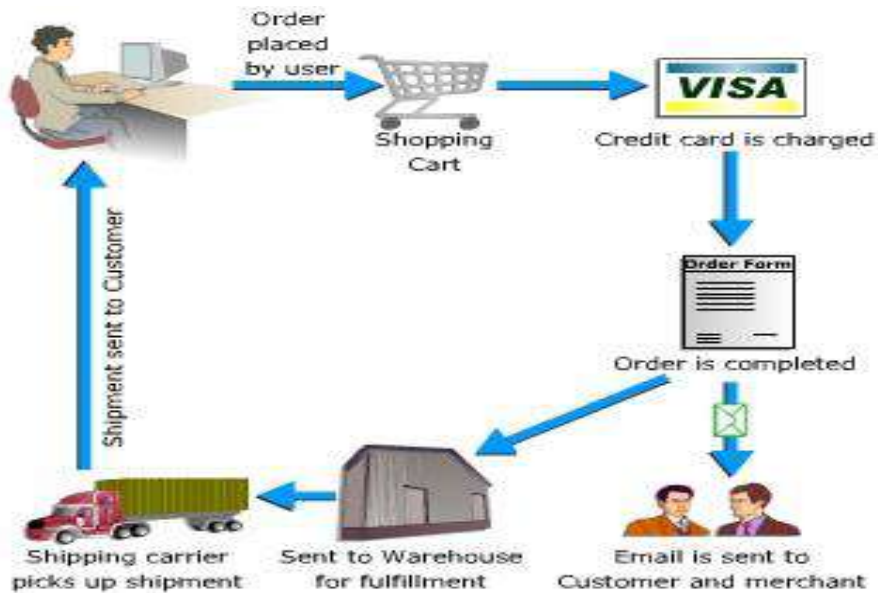 Order
placed
by user
Shopping
Cart
VISA
Credit card is charged
Order Form
Order is completed
Shipment sent to Customer
Shipping carrier
picks up shipment
Sent to Warehouse
for fulfillment
Email is sent to
Customer and merchant